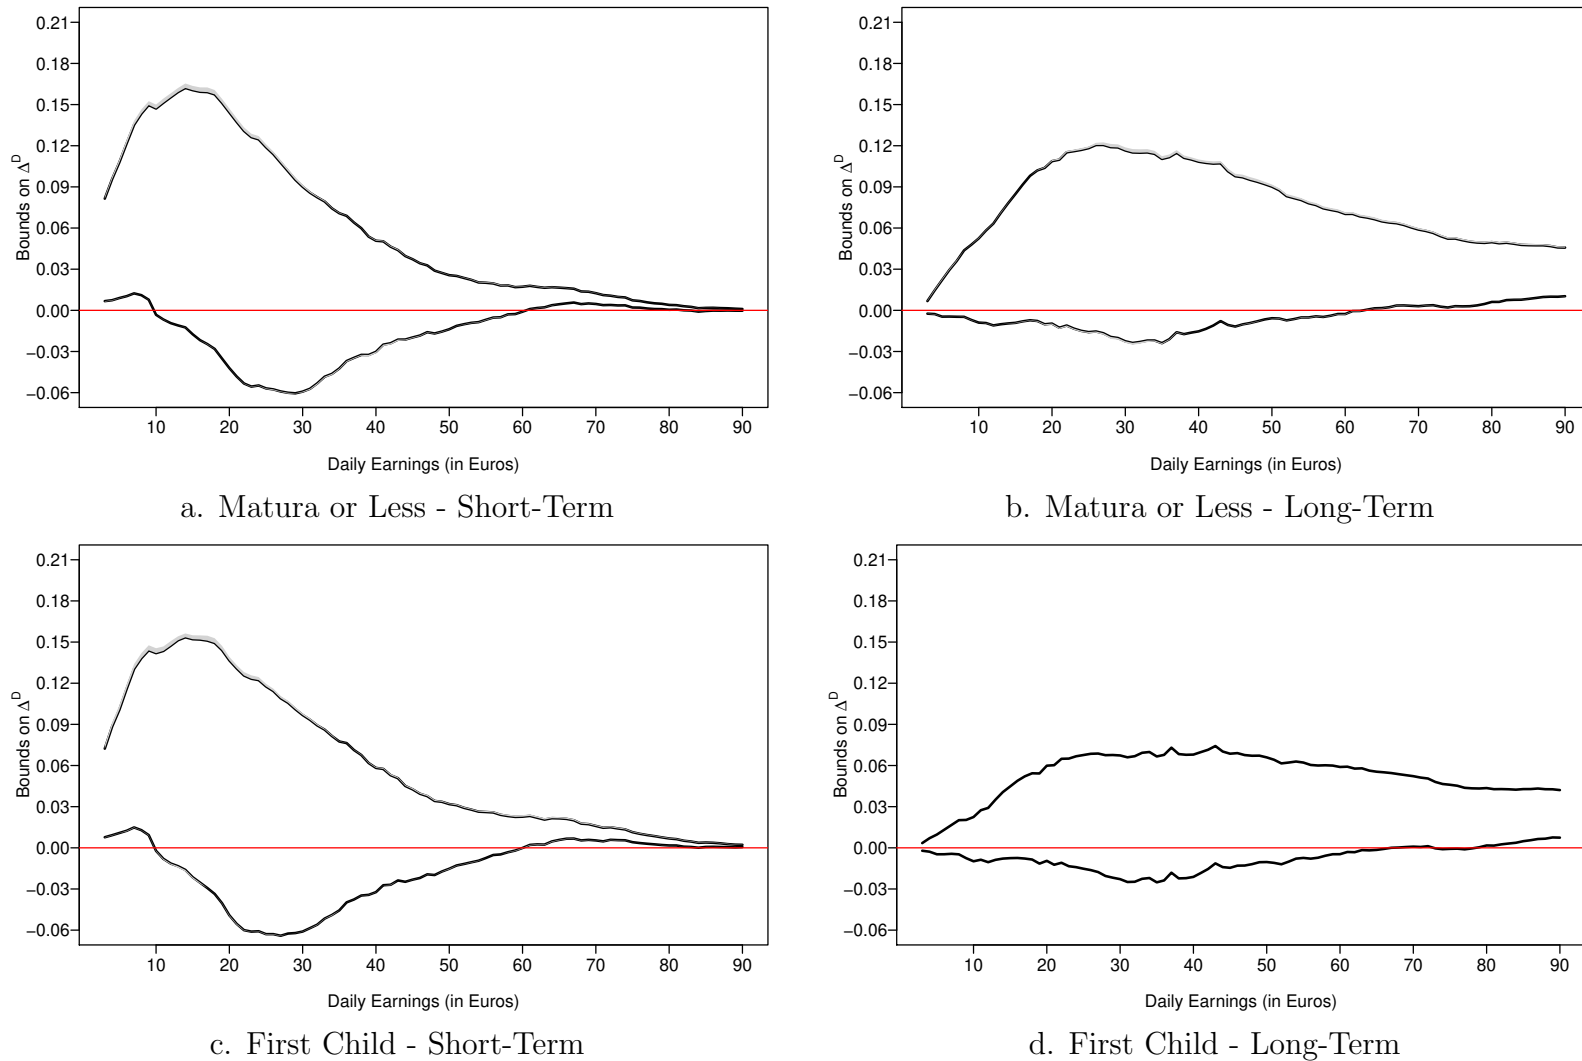 0.21
0.18
0.15
0.12
0.09
0.06
0.03
0.00
−0.03
−0.06
Bounds on Δ^D
10 20 30 40 50 60 70 80 90
Daily Earnings (in Euros)
a. Matura or Less - Short-Term
0.21
0.18
0.15
0.12
0.09
0.06
0.03
0.00
−0.03
−0.06
Bounds on Δ^D
10 20 30 40 50 60 70 80 90
Daily Earnings (in Euros)
b. Matura or Less - Long-Term
0.21
0.18
0.15
0.12
0.09
0.06
0.03
0.00
−0.03
−0.06
Bounds on Δ^D
10 20 30 40 50 60 70 80 90
Daily Earnings (in Euros)
c. First Child - Short-Term
0.21
0.18
0.15
0.12
0.09
0.06
0.03
0.00
−0.03
−0.06
Bounds on Δ^D
10 20 30 40 50 60 70 80 90
Daily Earnings (in Euros)
d. First Child - Long-Term